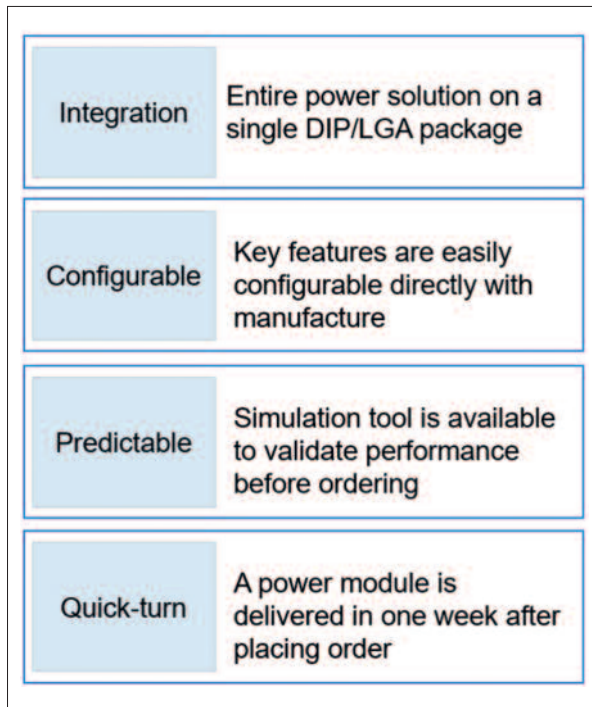 Integration
Entire power solution on a
single DIP/LGA package
Configurable
Key features are easily
configurable directly with
manufacture
Predictable
Simulation tool is available
to validate performance
before ordering
Quick-turn
A power module is
delivered in one week after
placing order